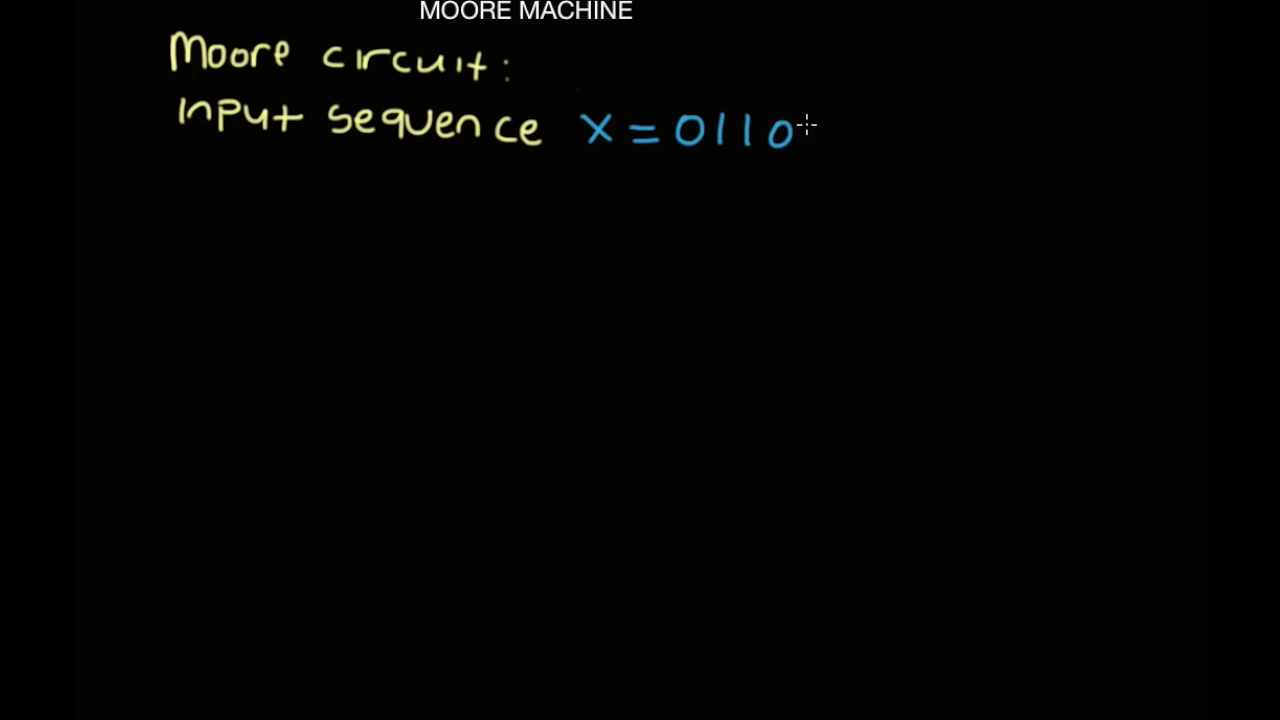 MOORE MACHINE
Moore circuit:
Input sequence X = 0110